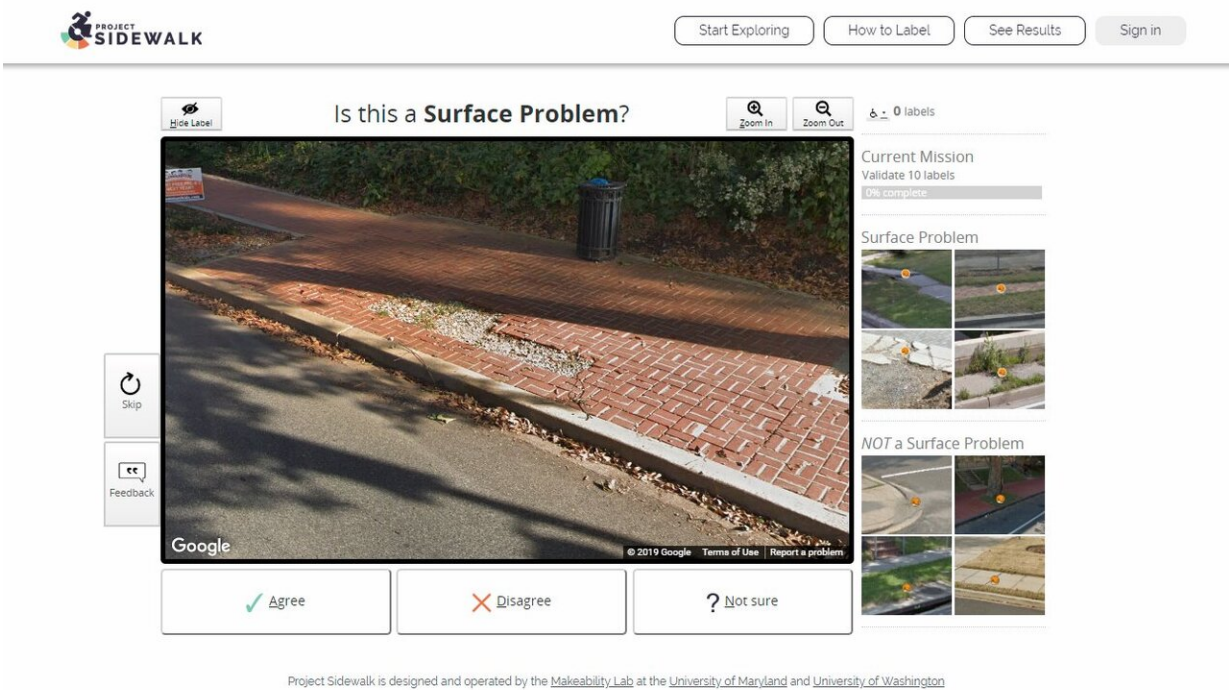 PROJECT
SIDEWALK
Start Exploring
How to Label
See Results
Sign in
Hide Label
Is this a Surface Problem?
Zoom In
Zoom Out
0 labels
Current Mission
Validate 10 labels
0% complete
Surface Problem
NOT a Surface Problem
Skip
Feedback
Google
© 2019 Google Terms of Use Report a problem
Agree
Disagree
? Not sure
Project Sidewalk is designed and operated by the Makeability Lab at the University of Maryland and University of Washington